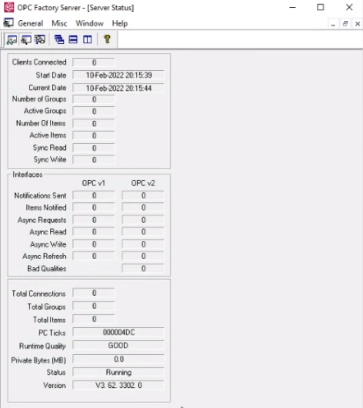 OPC Factory Server - [Server Status]
General Misc Window Help
Clients Connected 0
Start Date 10-Feb-2022 20:15:39
Current Date 10-Feb-2022 20:15:44
Number of Groups 0
Active Groups 0
Number Of Items 0
Active Items 0
Sync Read 0
Sync Write 0
Interfaces
OPC v1 OPC v2
Notifications Sent 0 0
Items Notified 0 0
Async Requests 0 0
Async Read 0 0
Async Write 0 0
Async Refresh 0 0
Bad Qualities 0
Total Connections 0
Total Groups 0
Total Items 0
PC Ticks 000004DC
Runtime Quality GOOD
Private Bytes (MB) 0.0
Status Running
Version V3. 62. 3302. 0